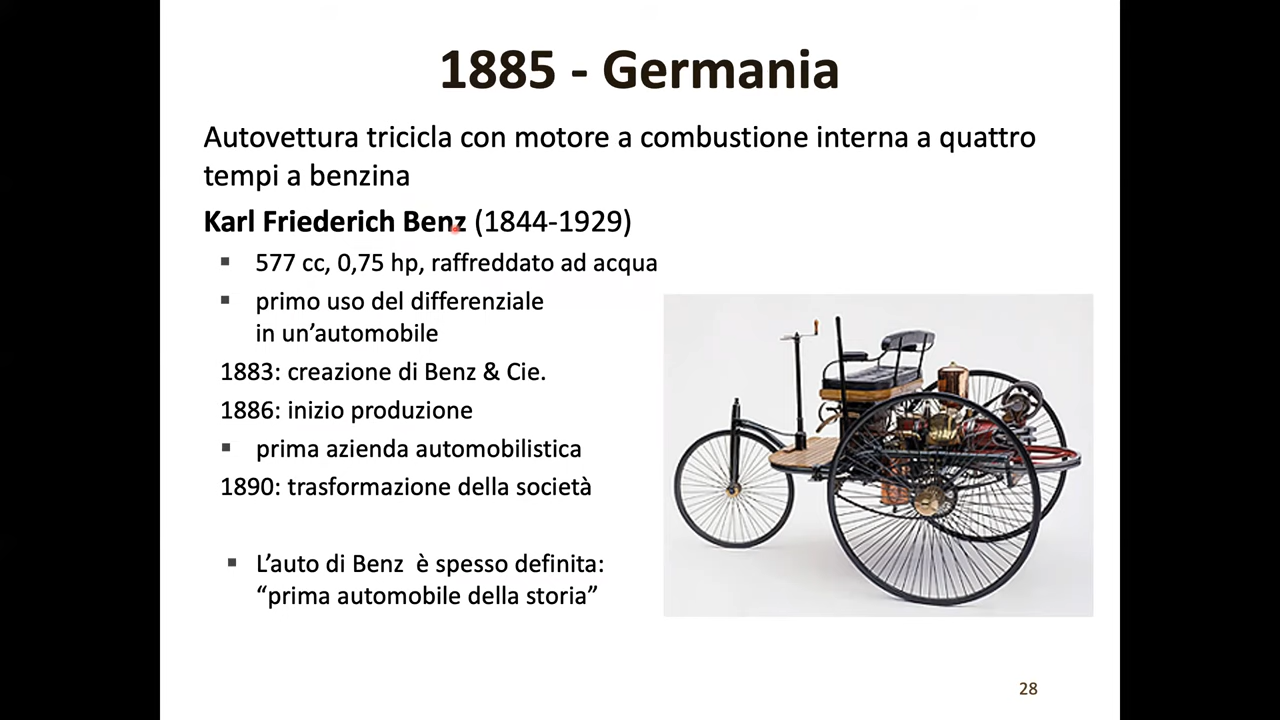 1885 - Germania
Autovettura tricicla con motore a combustione interna a quattro
tempi a benzina
Karl Friederich Benz (1844-1929)
▪ 577 cc, 0,75 hp, raffreddato ad acqua
▪ primo uso del differenziale
in un’automobile
1883: creazione di Benz & Cie.
1886: inizio produzione
▪ prima azienda automobilistica
1890: trasformazione della società
▪ L’auto di Benz è spesso definita:
“prima automobile della storia”
28